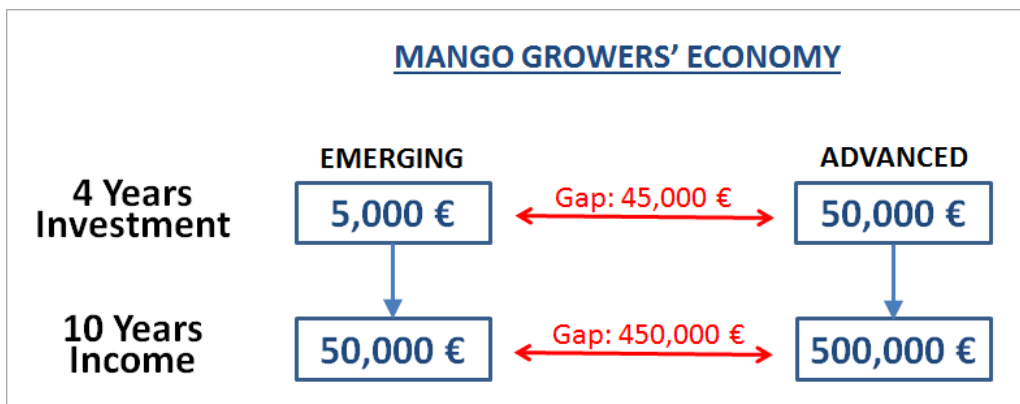 MANGO GROWERS' ECONOMY
EMERGING
ADVANCED
4 Years
Investment
5,000 €
Gap: 45,000 €
50,000 €
10 Years
Income
50,000 €
Gap: 450,000 €
500,000 €